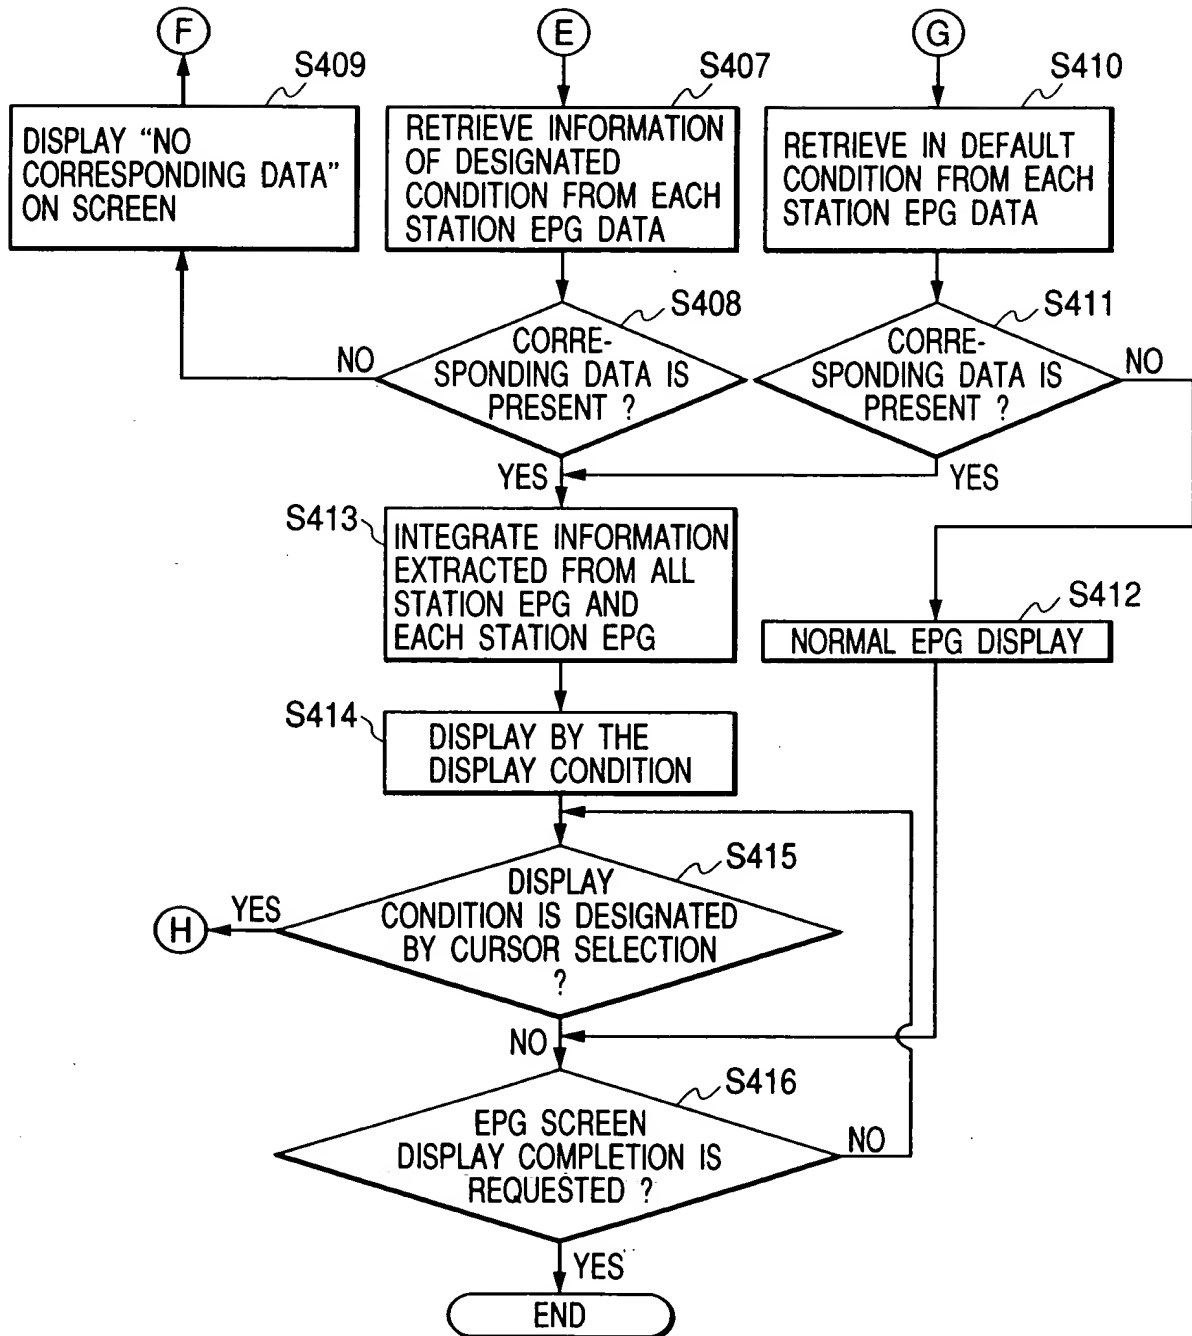 F
E
G
S409
S407
S410
DISPLAY "NO
CORRESPONDING DATA"
ON SCREEN
RETRIEVE INFORMATION
OF DESIGNATED
CONDITION FROM EACH
STATION EPG DATA
RETRIEVE IN DEFAULT
CONDITION FROM EACH
STATION EPG DATA
S408
S411
NO
CORRE-
SPONDING DATA IS
PRESENT ?
CORRE-
SPONDING DATA IS
PRESENT ?
NO
YES
YES
S413
INTEGRATE INFORMATION
EXTRACTED FROM ALL
STATION EPG AND
EACH STATION EPG
S412
NORMAL EPG DISPLAY
S414
DISPLAY BY THE
DISPLAY CONDITION
S415
H
YES
DISPLAY
CONDITION IS DESIGNATED
BY CURSOR SELECTION
?
NO
S416
EPG SCREEN
DISPLAY COMPLETION IS
REQUESTED ?
NO
YES
END